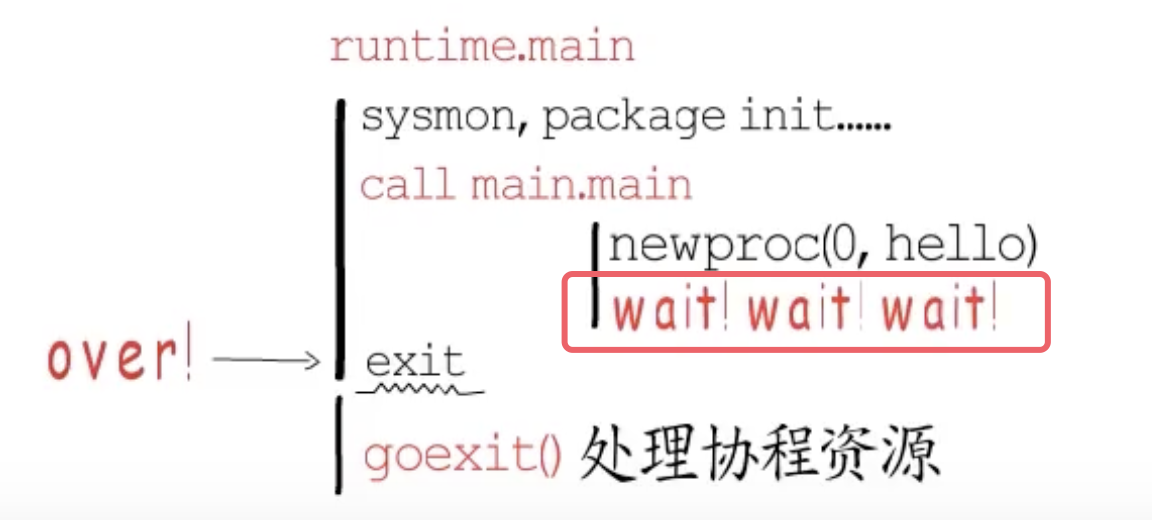 runtime.main
sysmon, package init......
call main.main
newproc(0, hello)
wait! wait! wait!
over!
exit
goexit() 处理协程资源